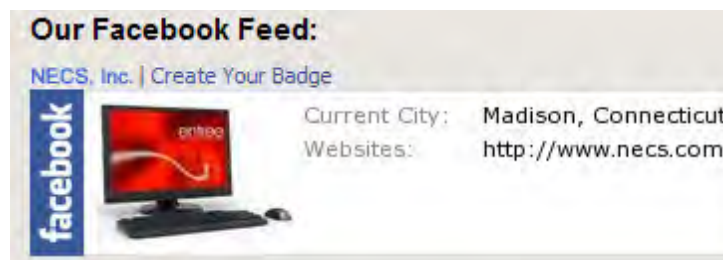 Our Facebook Feed:
NECS, Inc. | Create Your Badge
facebook
entree
Current City: Madison, Connecticut
Websites: http://www.necs.com